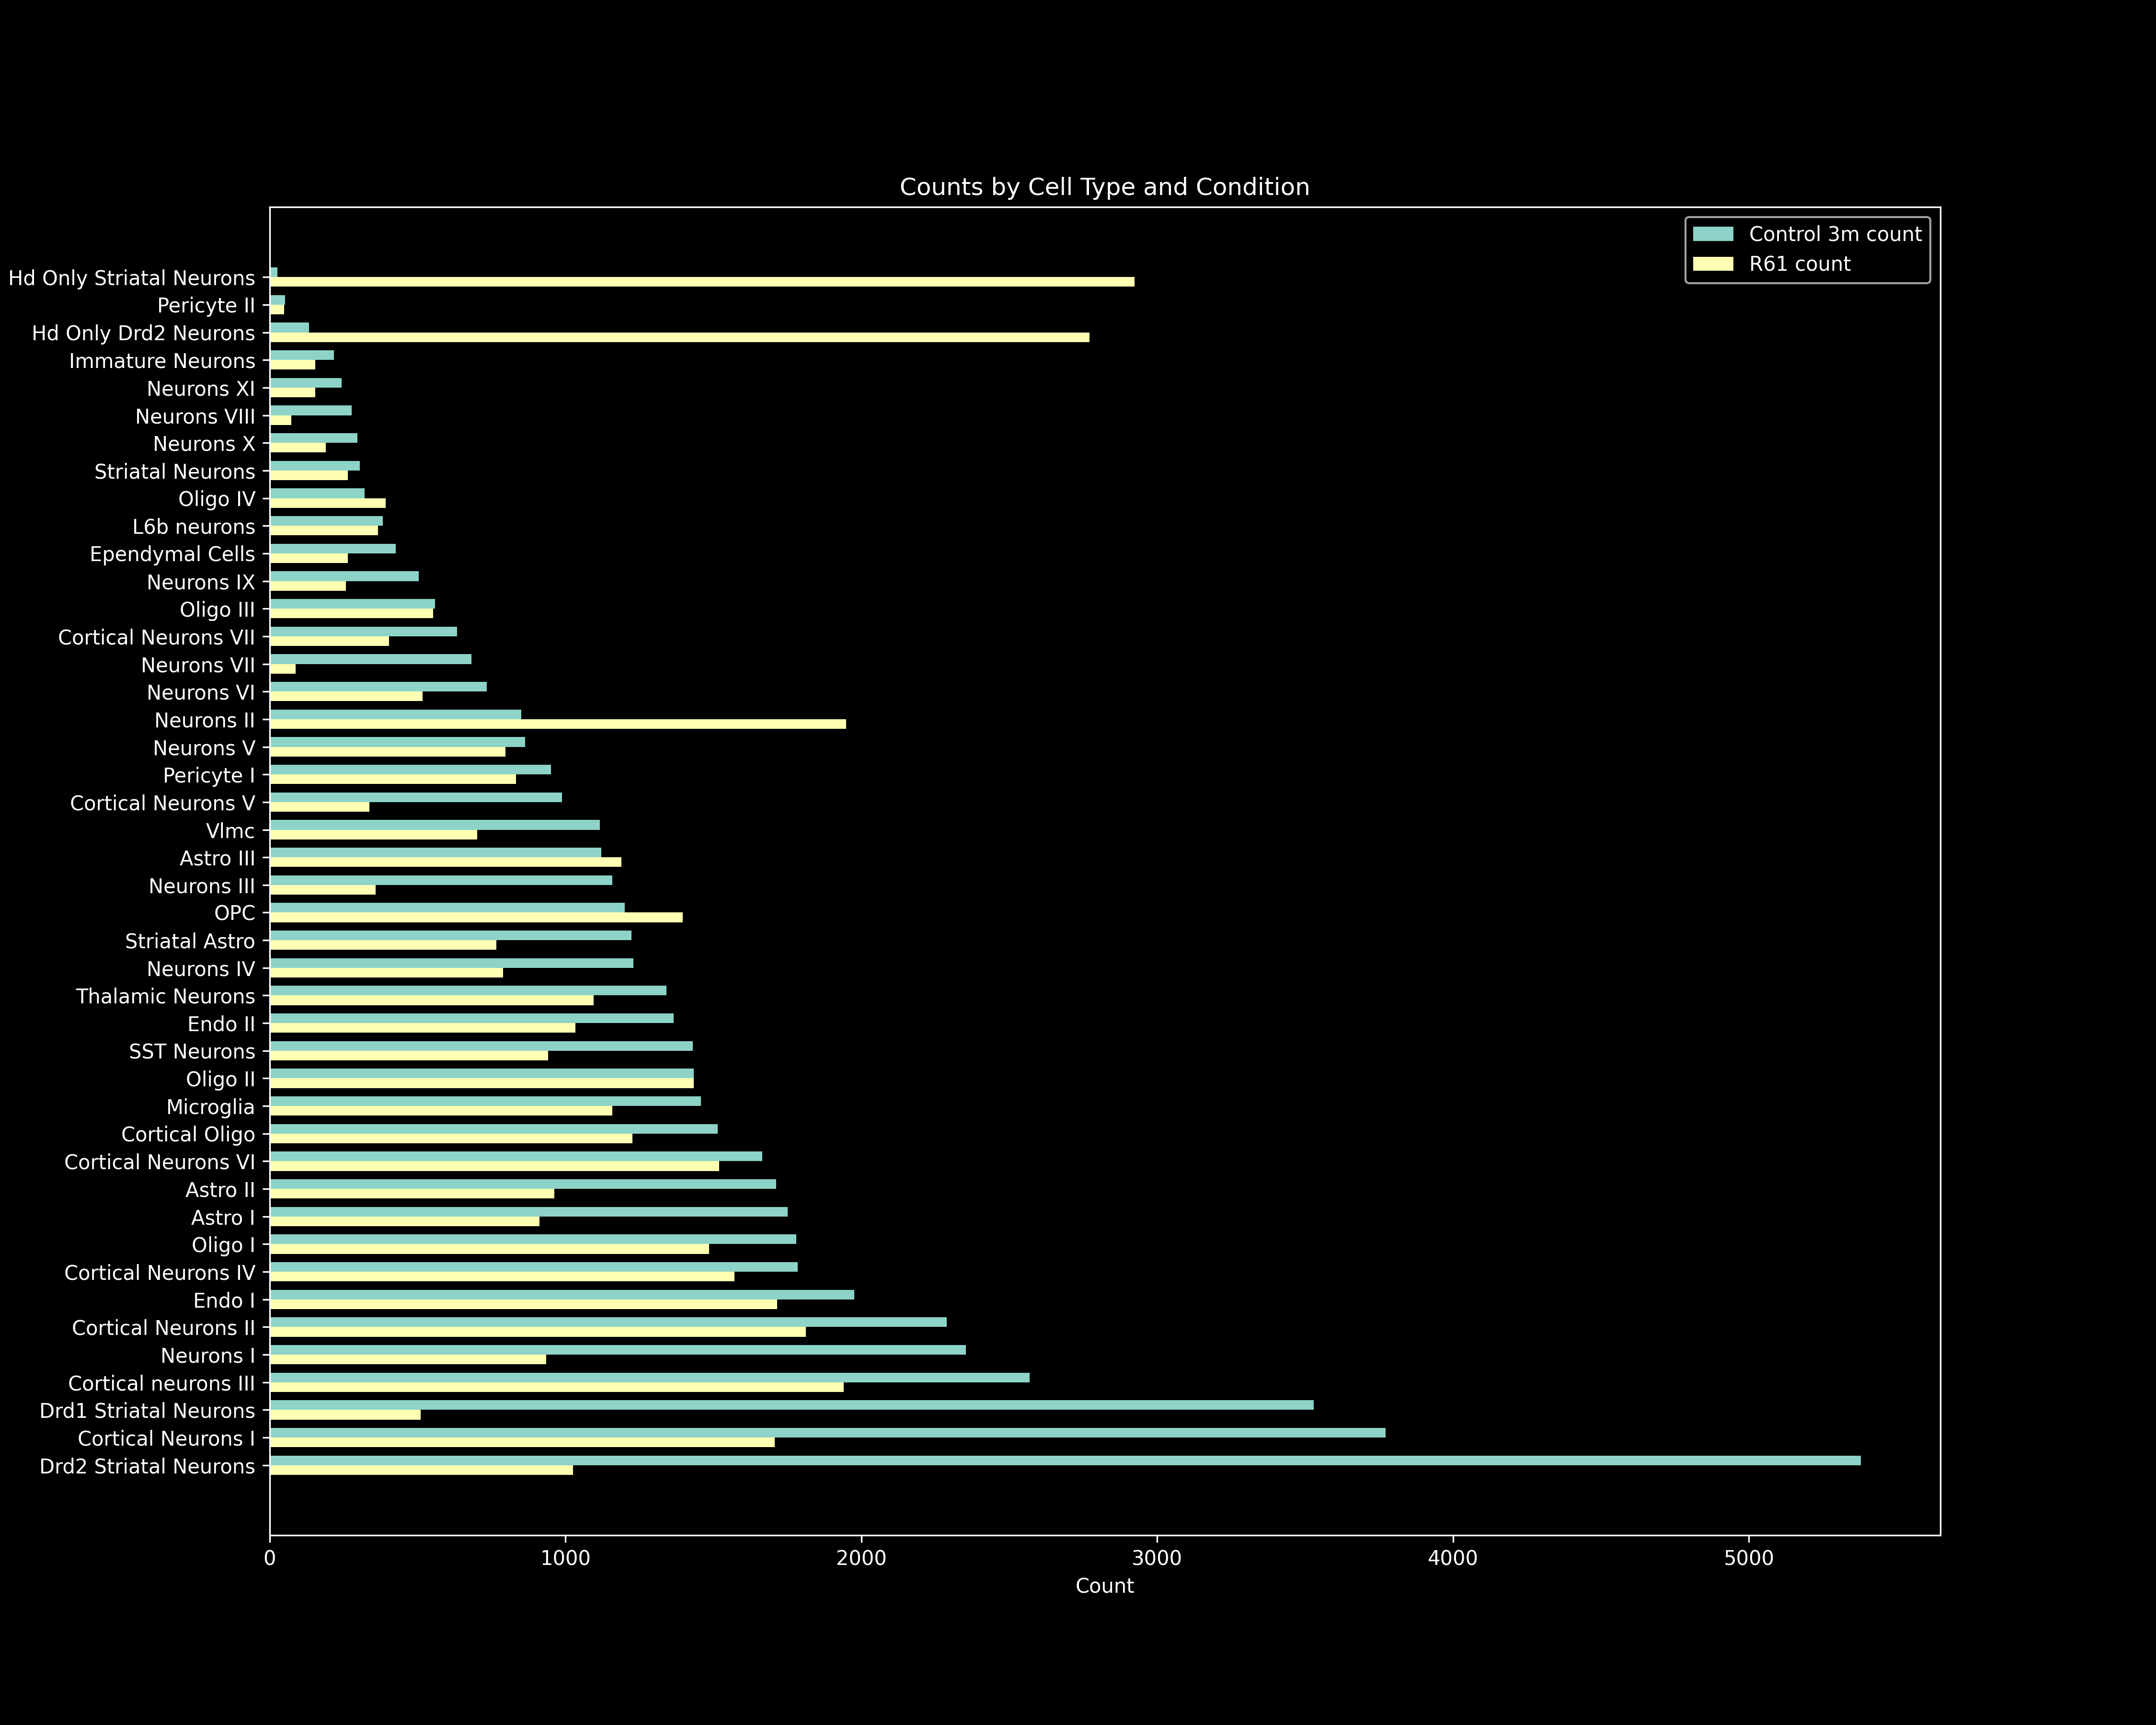 Counts by Cell Type and Condition
Control 3m count
R61 count
Hd Only Striatal Neurons
Pericyte II
Hd Only Drd2 Neurons
Immature Neurons
Neurons XI
Neurons VIII
Neurons X
Striatal Neurons
Oligo IV
L6b neurons
Ependymal Cells
Neurons IX
Oligo III
Cortical Neurons VII
Neurons VII
Neurons VI
Neurons II
Neurons V
Pericyte I
Cortical Neurons V
Vlmc
Astro III
Neurons III
OPC
Striatal Astro
Neurons IV
Thalamic Neurons
Endo II
SST Neurons
Oligo II
Microglia
Cortical Oligo
Cortical Neurons VI
Astro II
Astro I
Oligo I
Cortical Neurons IV
Endo I
Cortical Neurons II
Neurons I
Cortical neurons III
Drd1 Striatal Neurons
Cortical Neurons I
Drd2 Striatal Neurons
0 1000 2000 3000 4000 5000
Count